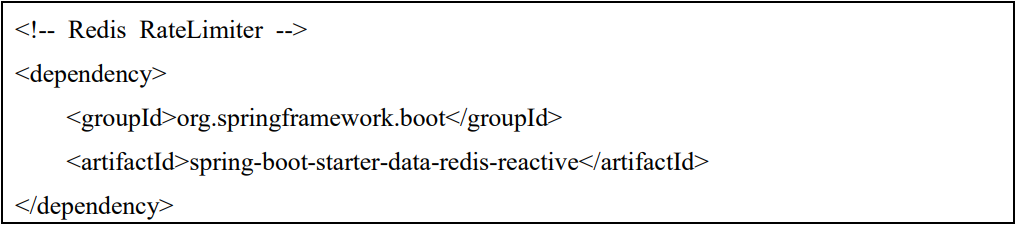 <!-- Redis RateLimiter -->
<dependency>
<groupId>org.springframework.boot</groupId>
<artifactId>spring-boot-starter-data-redis-reactive</artifactId>
</dependency>